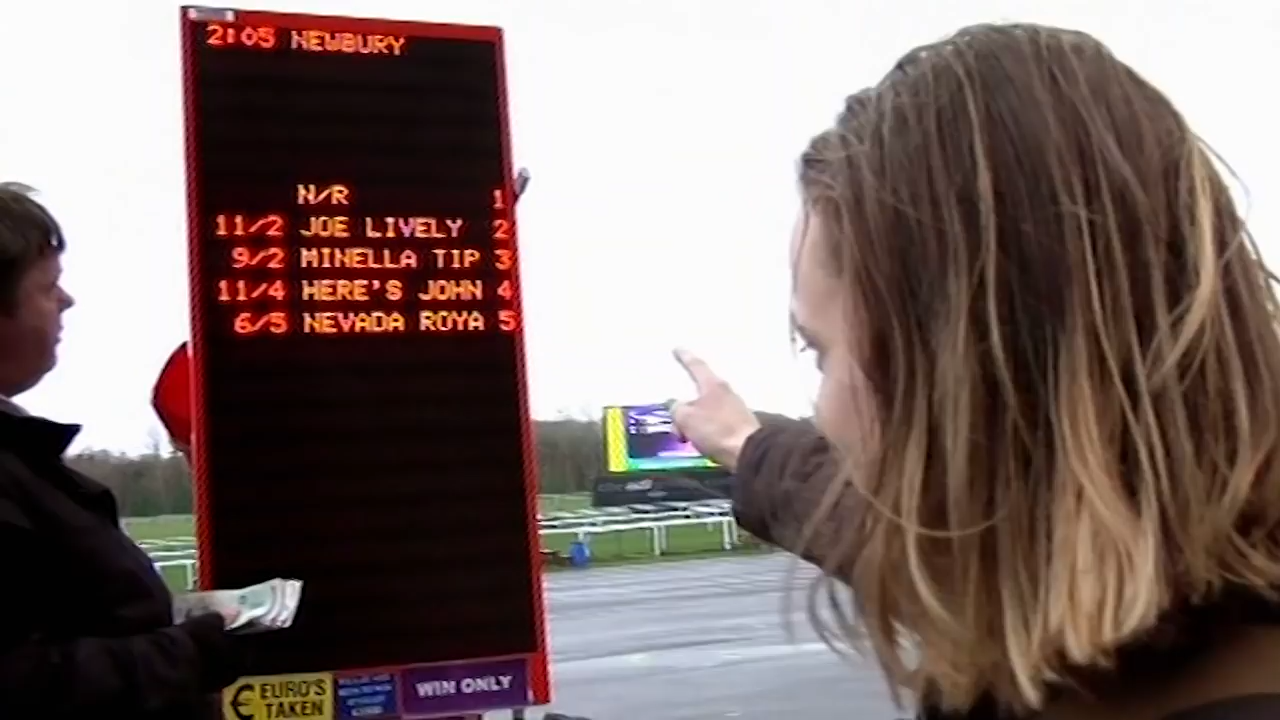 2:05 NEWBURY
N/R 1
11/2 JOE LIVELY 2
9/2 MINELLA TIP 3
11/4 HERE'S JOHN 4
6/5 NEVADA ROYA 5
€ EURO'S TAKEN
WIN ONLY